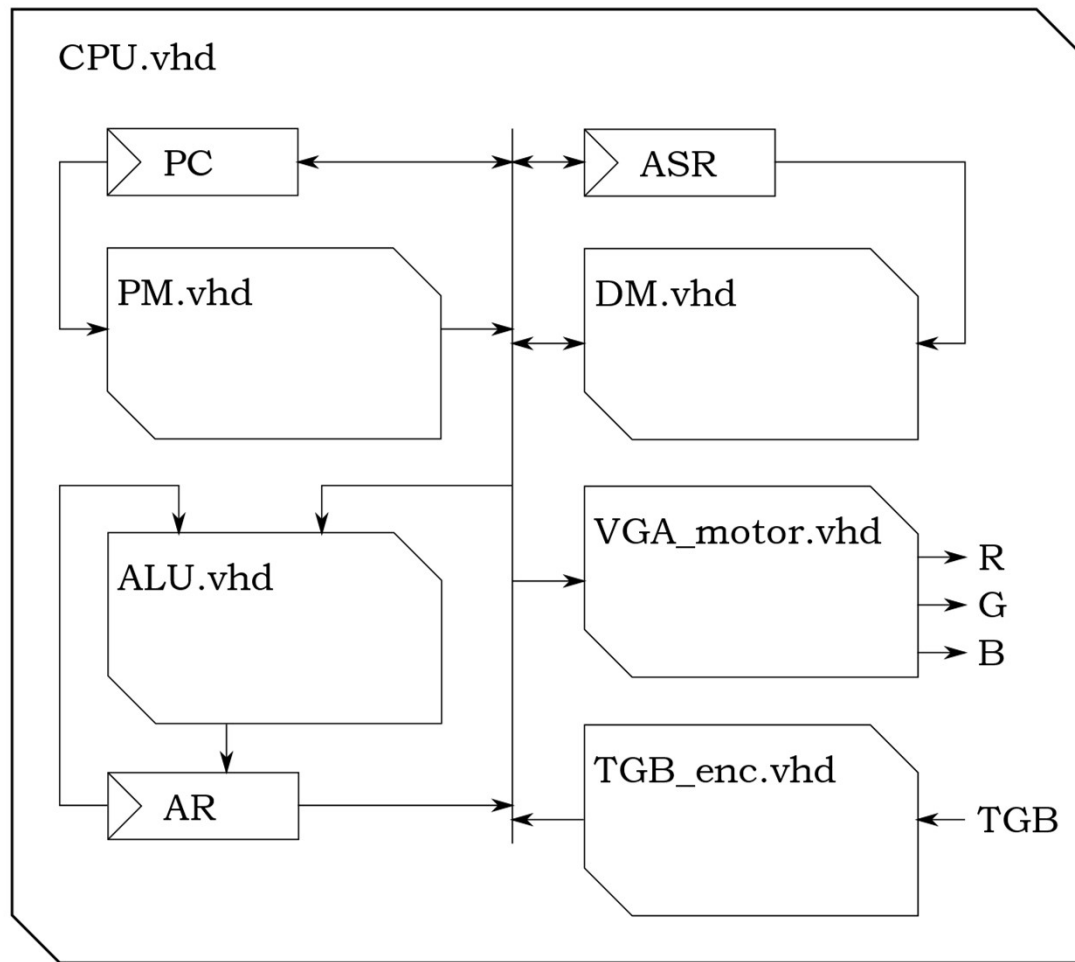 CPU.vhd
PC
ASR
PM.vhd
DM.vhd
ALU.vhd
VGA_motor.vhd
R
G
B
AR
TGB_enc.vhd
TGB